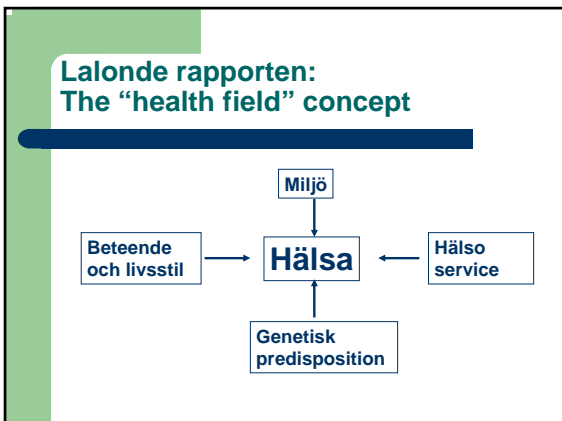 Lalonde rapporten:
The “health field” concept
Miljö
Beteende
och livsstil
Hälsa
Hälso
service
Genetisk
predisposition